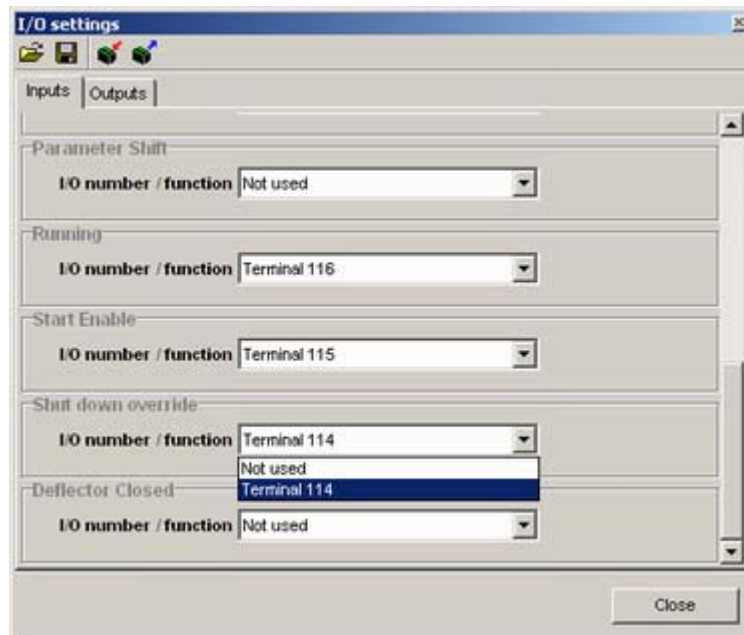 I/O settings
Inputs Outputs
Parameter Shift
I/O number / function Not used
Running
I/O number / function Terminal 116
Start Enable
I/O number / function Terminal 115
Shut down override
I/O number / function Terminal 114
Not used
Deflector Closed Terminal 114
I/O number / function Not used
Close